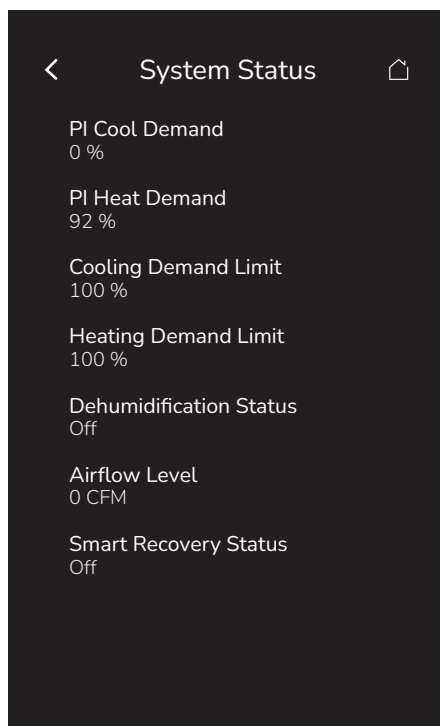 System Status
PI Cool Demand
0 %
PI Heat Demand
92 %
Cooling Demand Limit
100 %
Heating Demand Limit
100 %
Dehumidification Status
Off
Airflow Level
0 CFM
Smart Recovery Status
Off